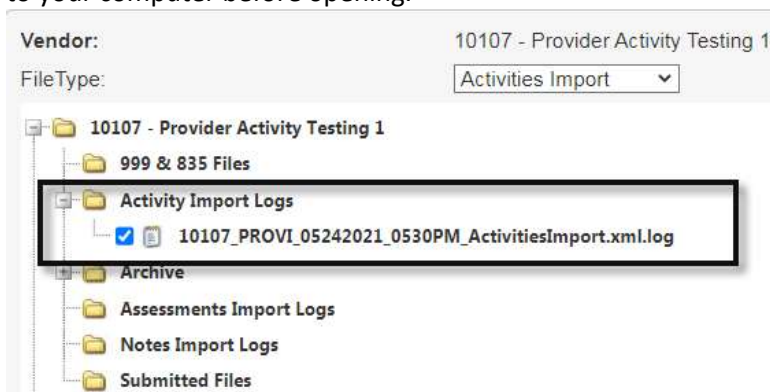 to your computer before opening.
Vendor: 10107 - Provider Activity Testing 1
FileType: Activities Import
10107 - Provider Activity Testing 1
999 & 835 Files
Activity Import Logs
10107_PROVI_05242021_0530PM_ActivitiesImport.xml.log
Archive
Assessments Import Logs
Notes Import Logs
Submitted Files